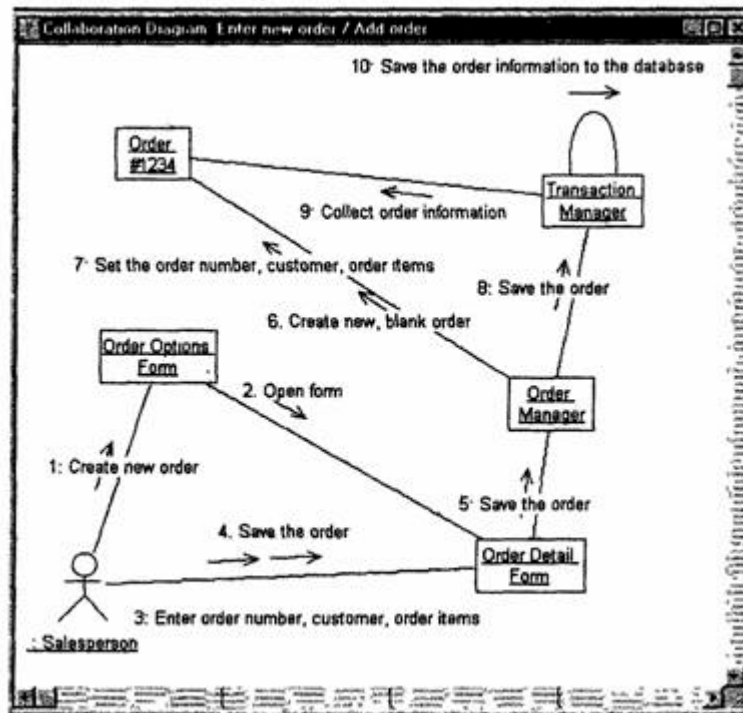 Collaboration Diagram Enter new order / Add order
10· Save the order information to the database
Order
#1234
Transaction
Manager
9· Collect order information
7· Set the order number, customer, order items
8: Save the order
6. Create new, blank order
Order Options
Form
2. Open form
Order
Manager
1: Create new order
5· Save the order
4. Save the order
Order Detail
Form
3: Enter order number, customer, order items
: Salesperson